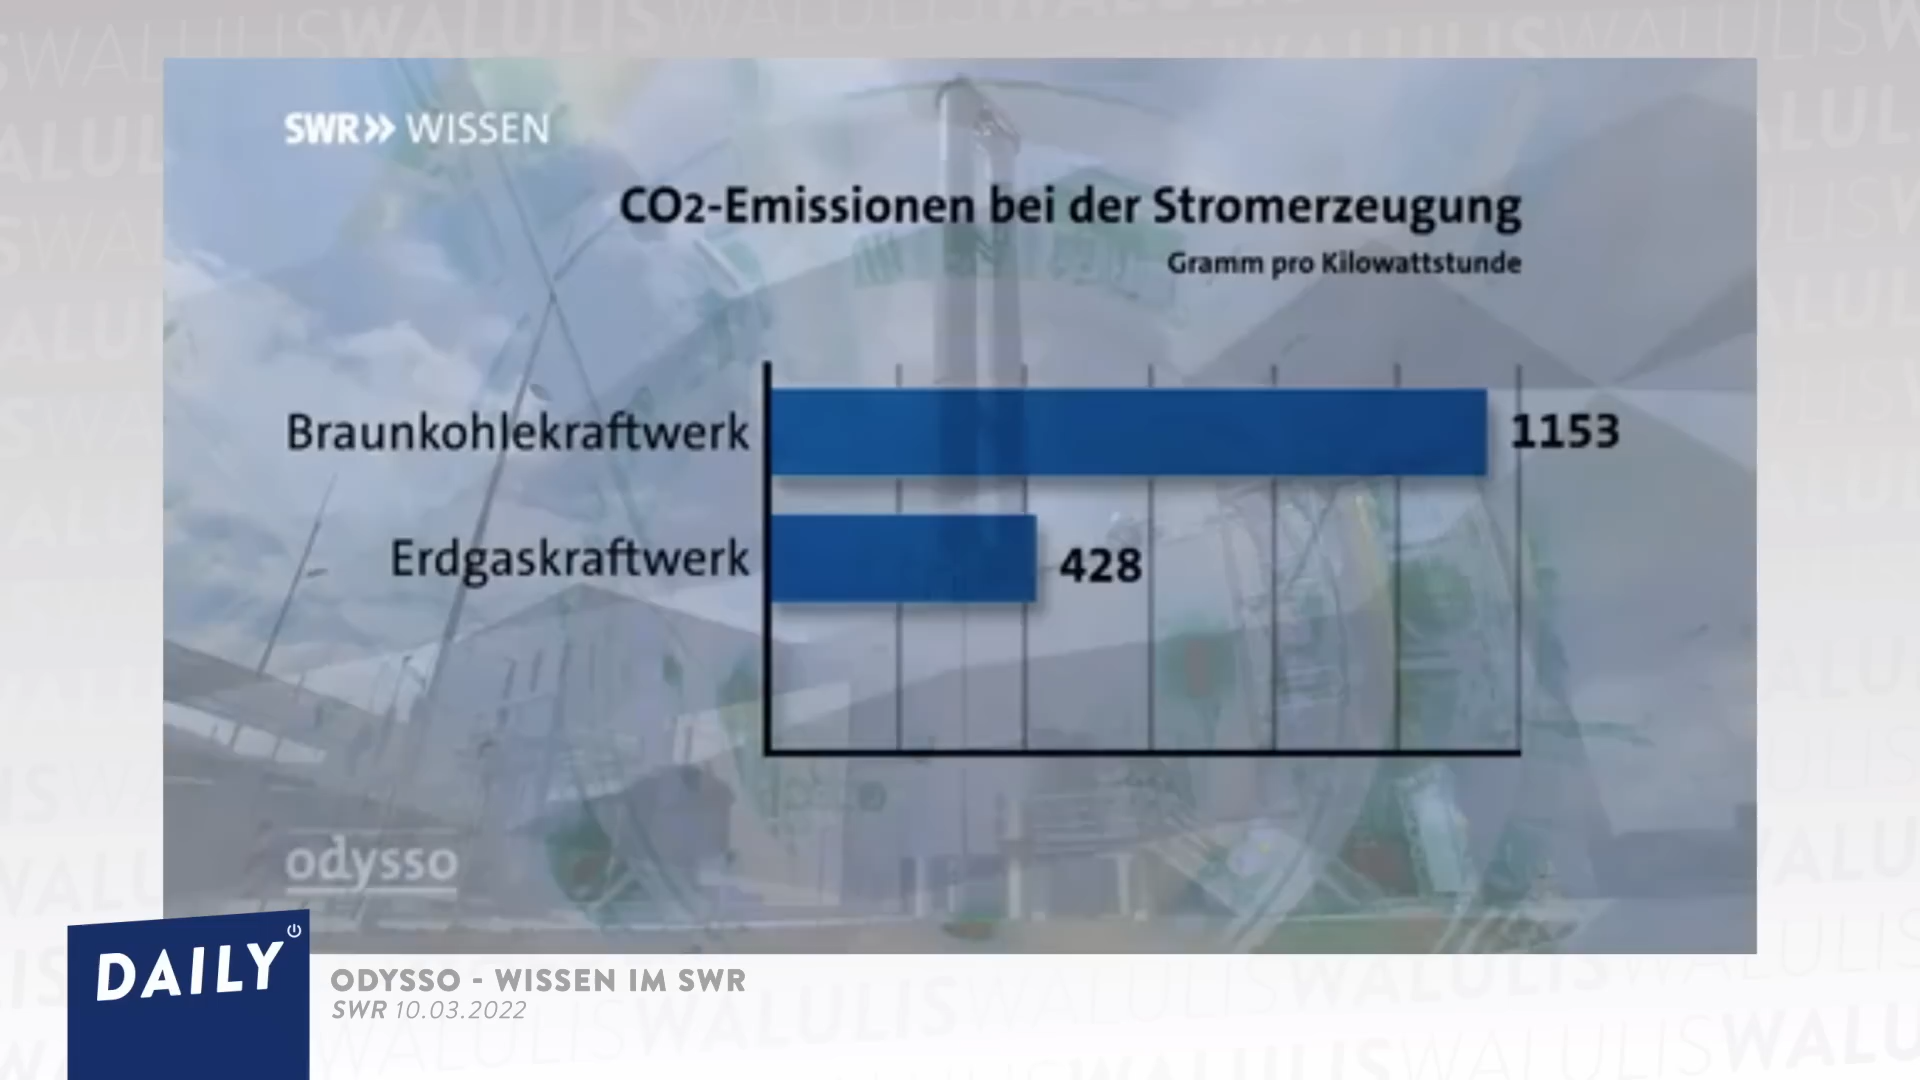 SWR» WISSEN
CO2-Emissionen bei der Stromerzeugung
Gramm pro Kilowattstunde
Braunkohlekraftwerk 1153
Erdgaskraftwerk 428
odysso
DAILY
ODYSSO - WISSEN IM SWR
SWR 10.03.2022
WALULIS